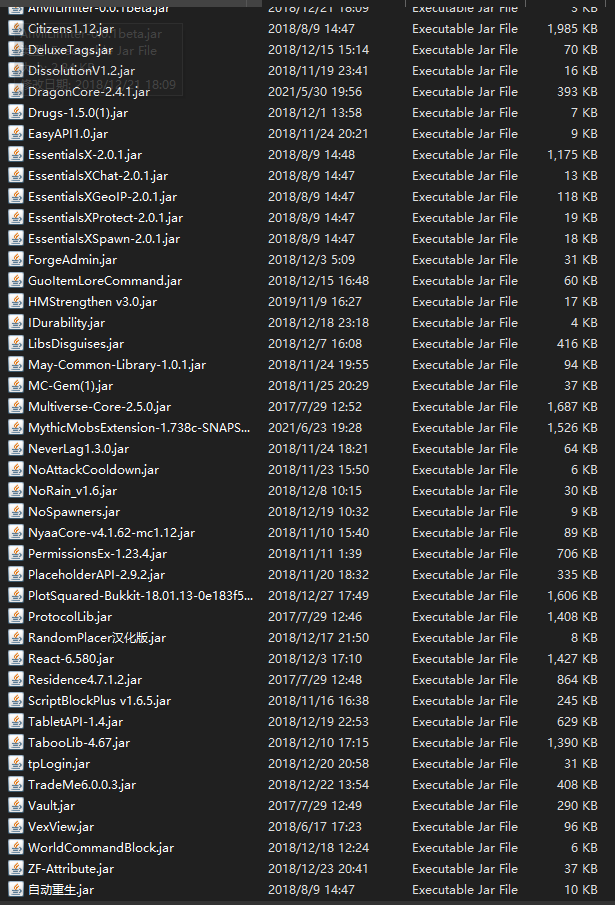 AnvilLimiter-0.0.1beta.jar 2018/12/21 18:09 Executable Jar File 3 KB
Citizens1.12.jar 2018/8/9 14:47 Executable Jar File 1,985 KB
DeluxeTags.jar 2018/12/15 15:14 Executable Jar File 70 KB
DissolutionV1.2.jar 2018/11/19 23:41 Executable Jar File 16 KB
DragonCore-2.4.1.jar 2021/5/30 19:56 Executable Jar File 393 KB
Drugs-1.5.0(1).jar 2018/12/1 13:58 Executable Jar File 7 KB
EasyAPI1.0.jar 2018/11/24 20:21 Executable Jar File 9 KB
EssentialsX-2.0.1.jar 2018/8/9 14:48 Executable Jar File 1,175 KB
EssentialsXChat-2.0.1.jar 2018/8/9 14:47 Executable Jar File 13 KB
EssentialsXGeoIP-2.0.1.jar 2018/8/9 14:47 Executable Jar File 118 KB
EssentialsXProtect-2.0.1.jar 2018/8/9 14:47 Executable Jar File 19 KB
EssentialsXSpawn-2.0.1.jar 2018/8/9 14:47 Executable Jar File 18 KB
ForgeAdmin.jar 2018/12/3 5:09 Executable Jar File 31 KB
GuoItemLoreCommand.jar 2018/12/15 16:48 Executable Jar File 60 KB
HMStrengthen v3.0.jar 2019/11/9 16:27 Executable Jar File 17 KB
IDurability.jar 2018/12/18 23:18 Executable Jar File 4 KB
LibsDisguises.jar 2018/12/7 16:08 Executable Jar File 416 KB
May-Common-Library-1.0.1.jar 2018/11/24 19:55 Executable Jar File 94 KB
MC-Gem(1).jar 2018/11/25 20:29 Executable Jar File 37 KB
Multiverse-Core-2.5.0.jar 2017/7/29 12:52 Executable Jar File 1,687 KB
MythicMobsExtension-1.738c-SNAPS... 2021/6/23 19:28 Executable Jar File 1,526 KB
NeverLag1.3.0.jar 2018/11/24 18:21 Executable Jar File 64 KB
NoAttackCooldown.jar 2018/11/23 15:50 Executable Jar File 6 KB
NoRain_v1.6.jar 2018/12/8 10:15 Executable Jar File 30 KB
NoSpawners.jar 2018/12/19 10:32 Executable Jar File 9 KB
NyaaCore-v4.1.62-mc1.12.jar 2018/11/10 15:40 Executable Jar File 89 KB
PermissionsEx-1.23.4.jar 2018/11/11 1:39 Executable Jar File 706 KB
PlaceholderAPI-2.9.2.jar 2018/11/20 18:32 Executable Jar File 335 KB
PlotSquared-Bukkit-18.01.13-0e183f5... 2018/12/27 17:49 Executable Jar File 1,606 KB
ProtocolLib.jar 2017/7/29 12:46 Executable Jar File 1,408 KB
RandomPlacer汉化版.jar 2018/12/17 21:50 Executable Jar File 8 KB
React-6.580.jar 2018/12/3 17:10 Executable Jar File 1,427 KB
Residence4.7.1.2.jar 2017/7/29 12:48 Executable Jar File 864 KB
ScriptBlockPlus v1.6.5.jar 2018/11/16 16:38 Executable Jar File 245 KB
TabletAPI-1.4.jar 2018/12/19 22:53 Executable Jar File 629 KB
TabooLib-4.67.jar 2018/12/10 17:15 Executable Jar File 1,390 KB
tpLogin.jar 2018/12/20 20:58 Executable Jar File 31 KB
TradeMe6.0.0.3.jar 2018/12/22 13:54 Executable Jar File 408 KB
Vault.jar 2017/7/29 12:49 Executable Jar File 290 KB
VexView.jar 2018/6/17 17:23 Executable Jar File 96 KB
WorldCommandBlock.jar 2018/12/18 12:24 Executable Jar File 6 KB
ZF-Attribute.jar 2018/12/23 20:41 Executable Jar File 37 KB
自动重生.jar 2018/8/9 14:47 Executable Jar File 10 KB